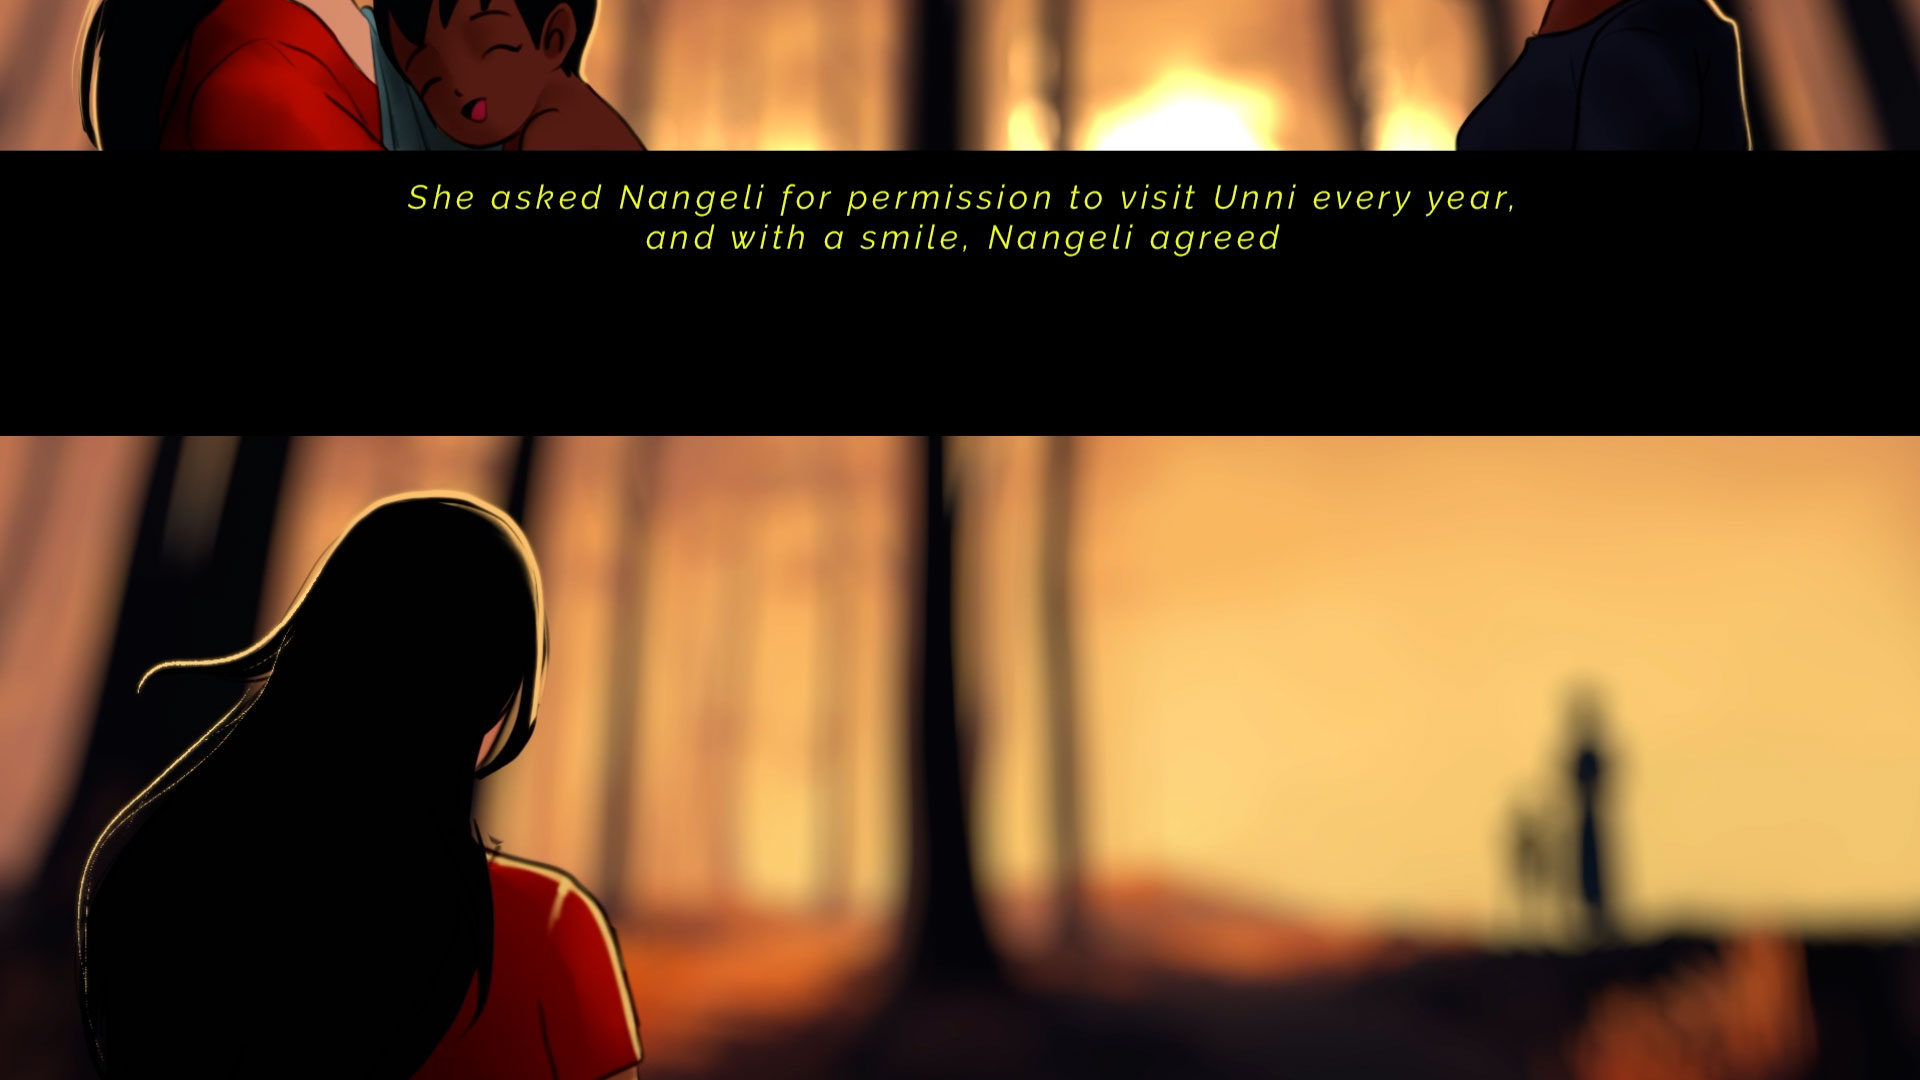 She asked Nangeli for permission to visit Unni every year,
and with a smile, Nangeli agreed